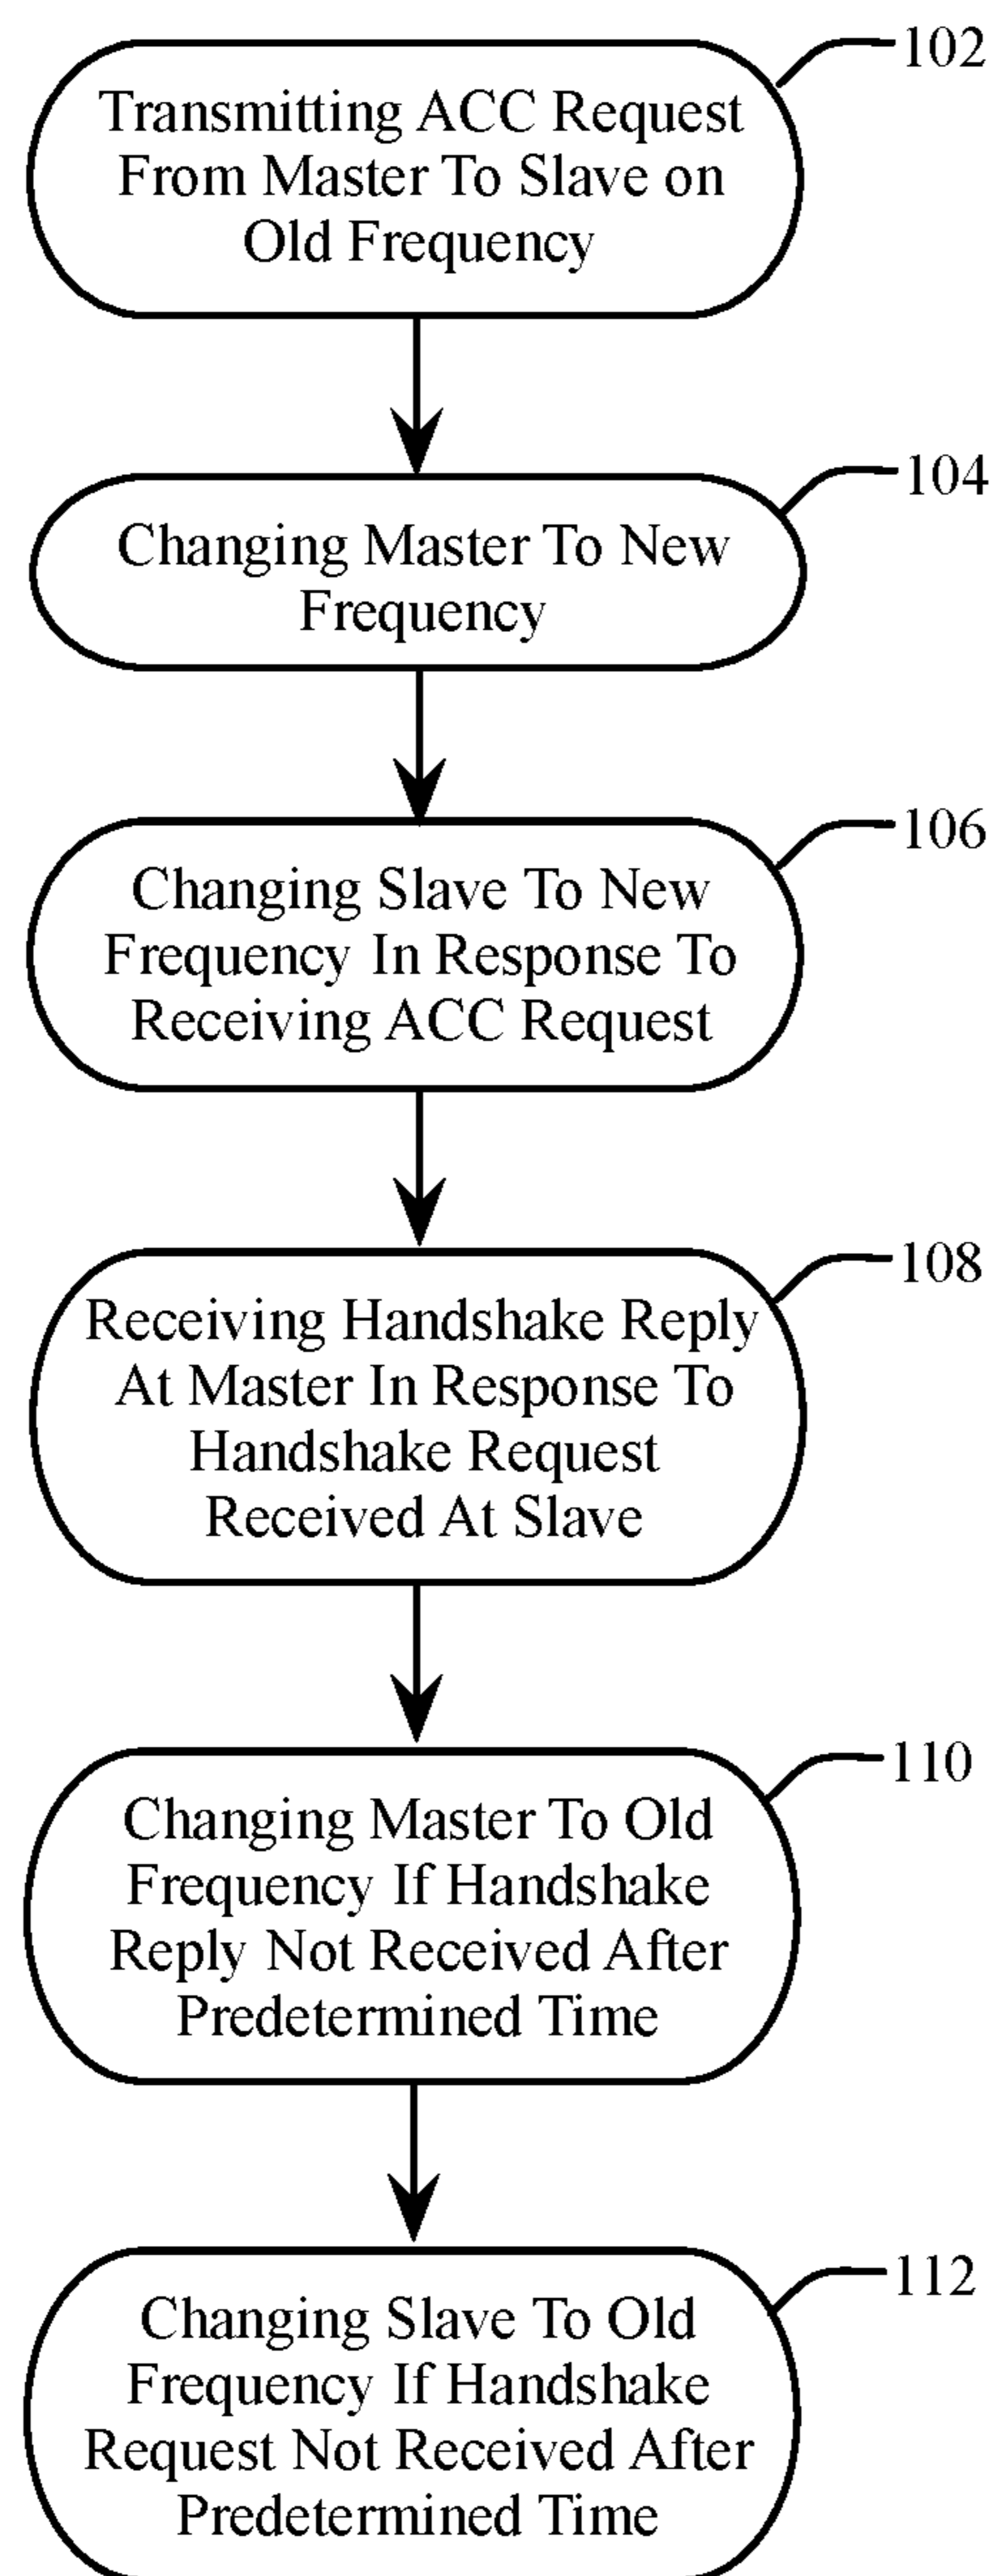 102
Transmitting ACC Request
From Master To Slave on
Old Frequency
104
Changing Master To New
Frequency
106
Changing Slave To New
Frequency In Response To
Receiving ACC Request
108
Receiving Handshake Reply
At Master In Response To
Handshake Request
Received At Slave
110
Changing Master To Old
Frequency If Handshake
Reply Not Received After
Predetermined Time
112
Changing Slave To Old
Frequency If Handshake
Request Not Received After
Predetermined Time